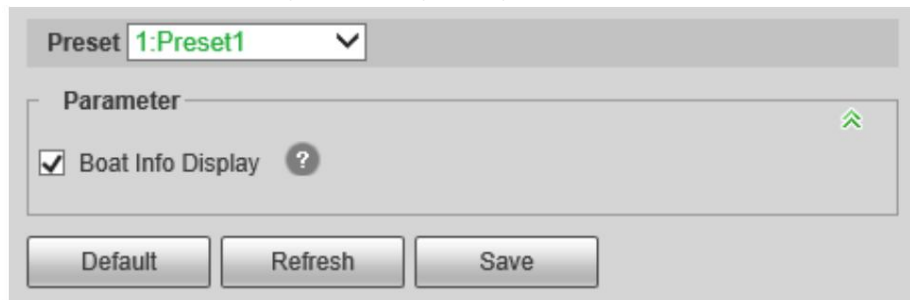 Preset 1:Preset1
Parameter
Boat Info Display ?
Default Refresh Save